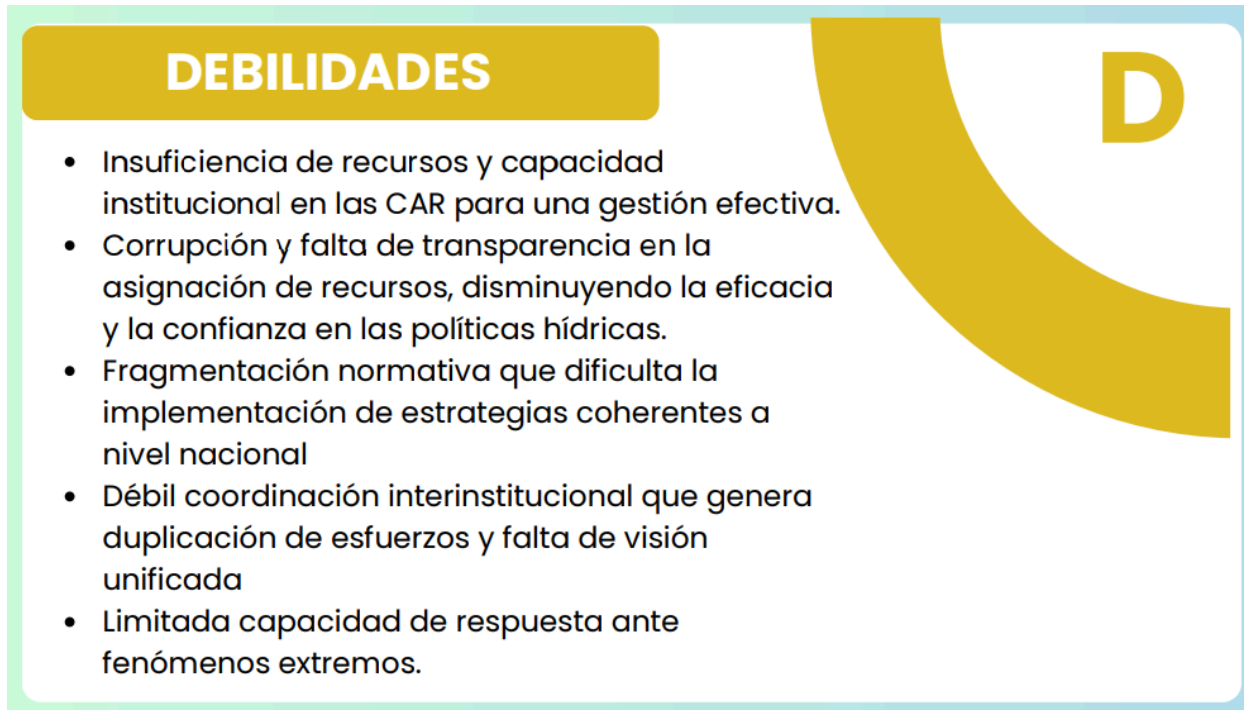 DEBILIDADES
D
• Insuficiencia de recursos y capacidad
institucional en las CAR para una gestión efectiva.
• Corrupción y falta de transparencia en la
asignación de recursos, disminuyendo la eficacia
y la confianza en las políticas hídricas.
• Fragmentación normativa que dificulta la
implementación de estrategias coherentes a
nivel nacional
• Débil coordinación interinstitucional que genera
duplicación de esfuerzos y falta de visión
unificada
• Limitada capacidad de respuesta ante
fenómenos extremos.